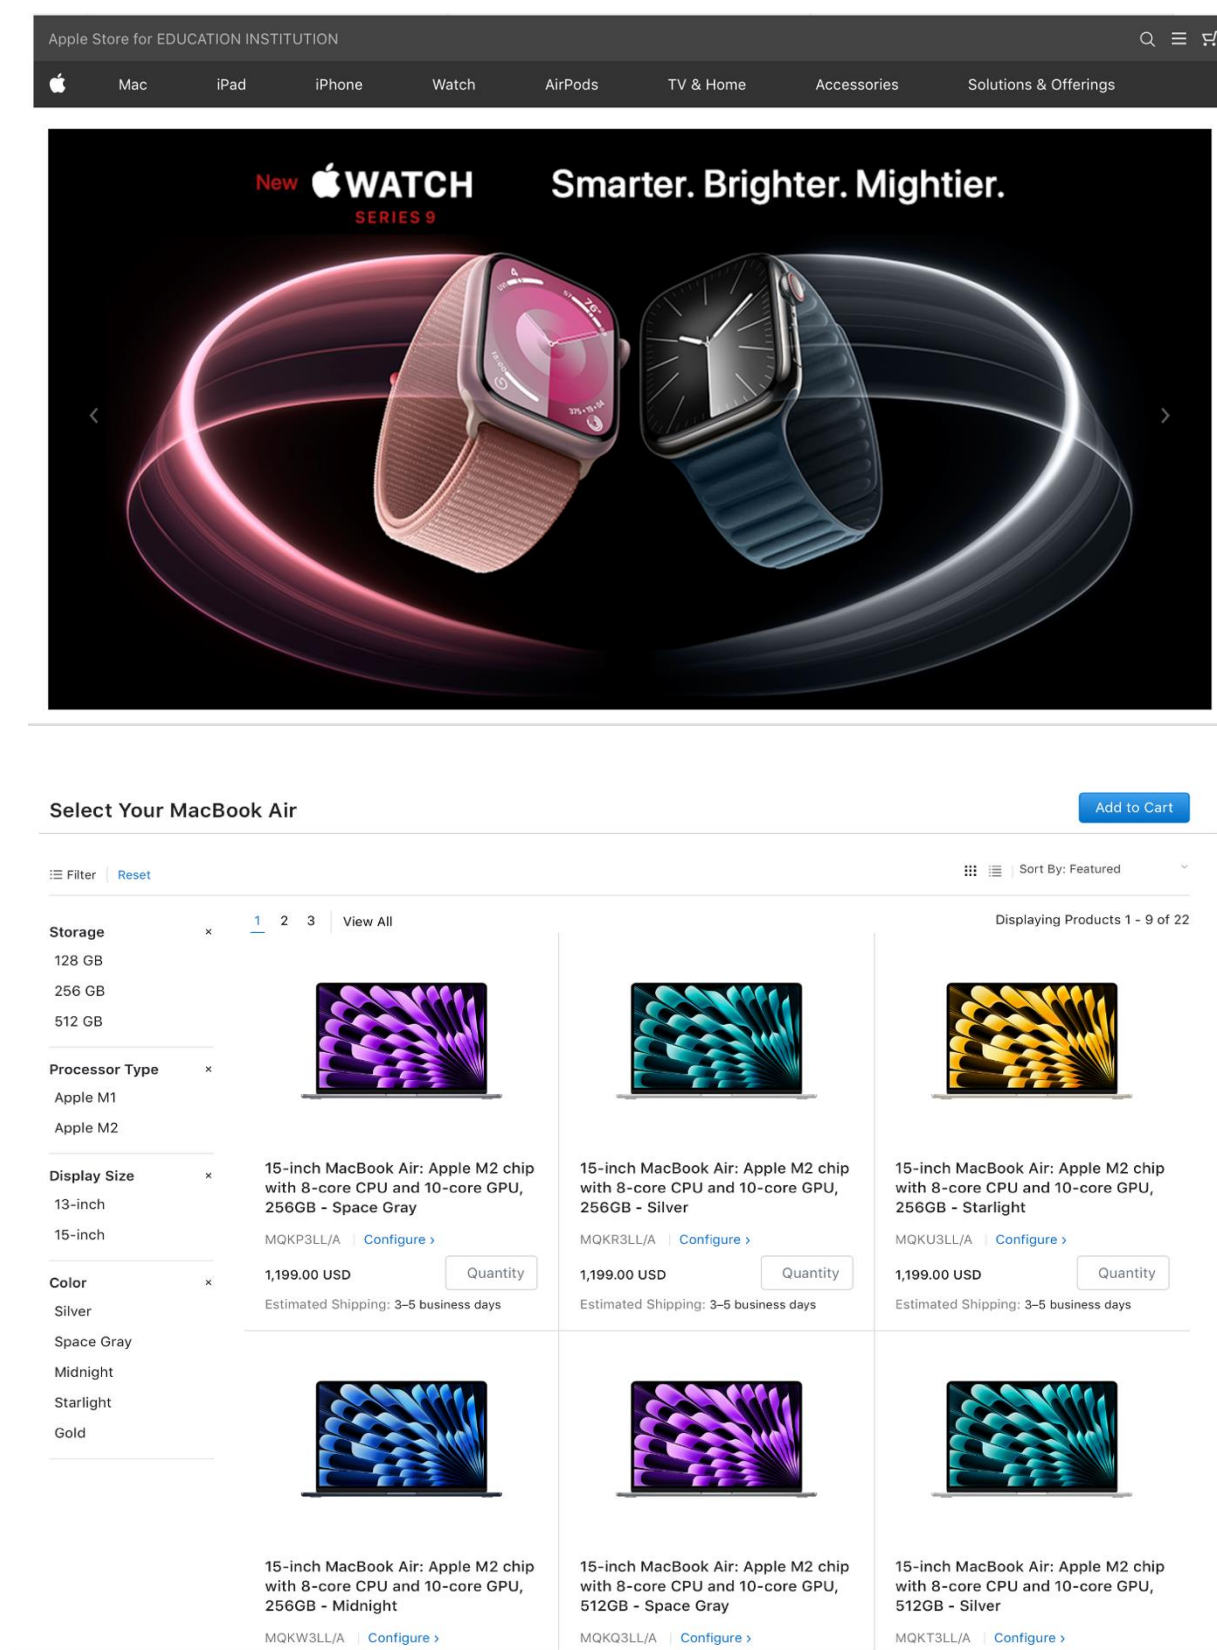 Apple Store for EDUCATION INSTITUTION
Mac iPad iPhone Watch AirPods TV & Home Accessories Solutions & Offerings
New WATCH Smarter. Brighter. Mightier.
SERIES 9
Select Your MacBook Air
Add to Cart
Filter Reset
Sort By: Featured
1 2 3 View All
Displaying Products 1 - 9 of 22
Storage ×
128 GB
256 GB
512 GB
Processor Type ×
Apple M1
Apple M2
Display Size ×
13-inch
15-inch
Color ×
Silver
Space Gray
Midnight
Starlight
Gold
15-inch MacBook Air: Apple M2 chip
with 8-core CPU and 10-core GPU,
256GB - Space Gray
MQKP3LL/A Configure ›
1,199.00 USD Quantity
Estimated Shipping: 3–5 business days
15-inch MacBook Air: Apple M2 chip
with 8-core CPU and 10-core GPU,
256GB - Silver
MQKR3LL/A Configure ›
1,199.00 USD Quantity
Estimated Shipping: 3–5 business days
15-inch MacBook Air: Apple M2 chip
with 8-core CPU and 10-core GPU,
256GB - Starlight
MQKU3LL/A Configure ›
1,199.00 USD Quantity
Estimated Shipping: 3–5 business days
15-inch MacBook Air: Apple M2 chip
with 8-core CPU and 10-core GPU,
256GB - Midnight
MQKW3LL/A Configure ›
15-inch MacBook Air: Apple M2 chip
with 8-core CPU and 10-core GPU,
512GB - Space Gray
MQKQ3LL/A Configure ›
15-inch MacBook Air: Apple M2 chip
with 8-core CPU and 10-core GPU,
512GB - Silver
MQKT3LL/A Configure ›